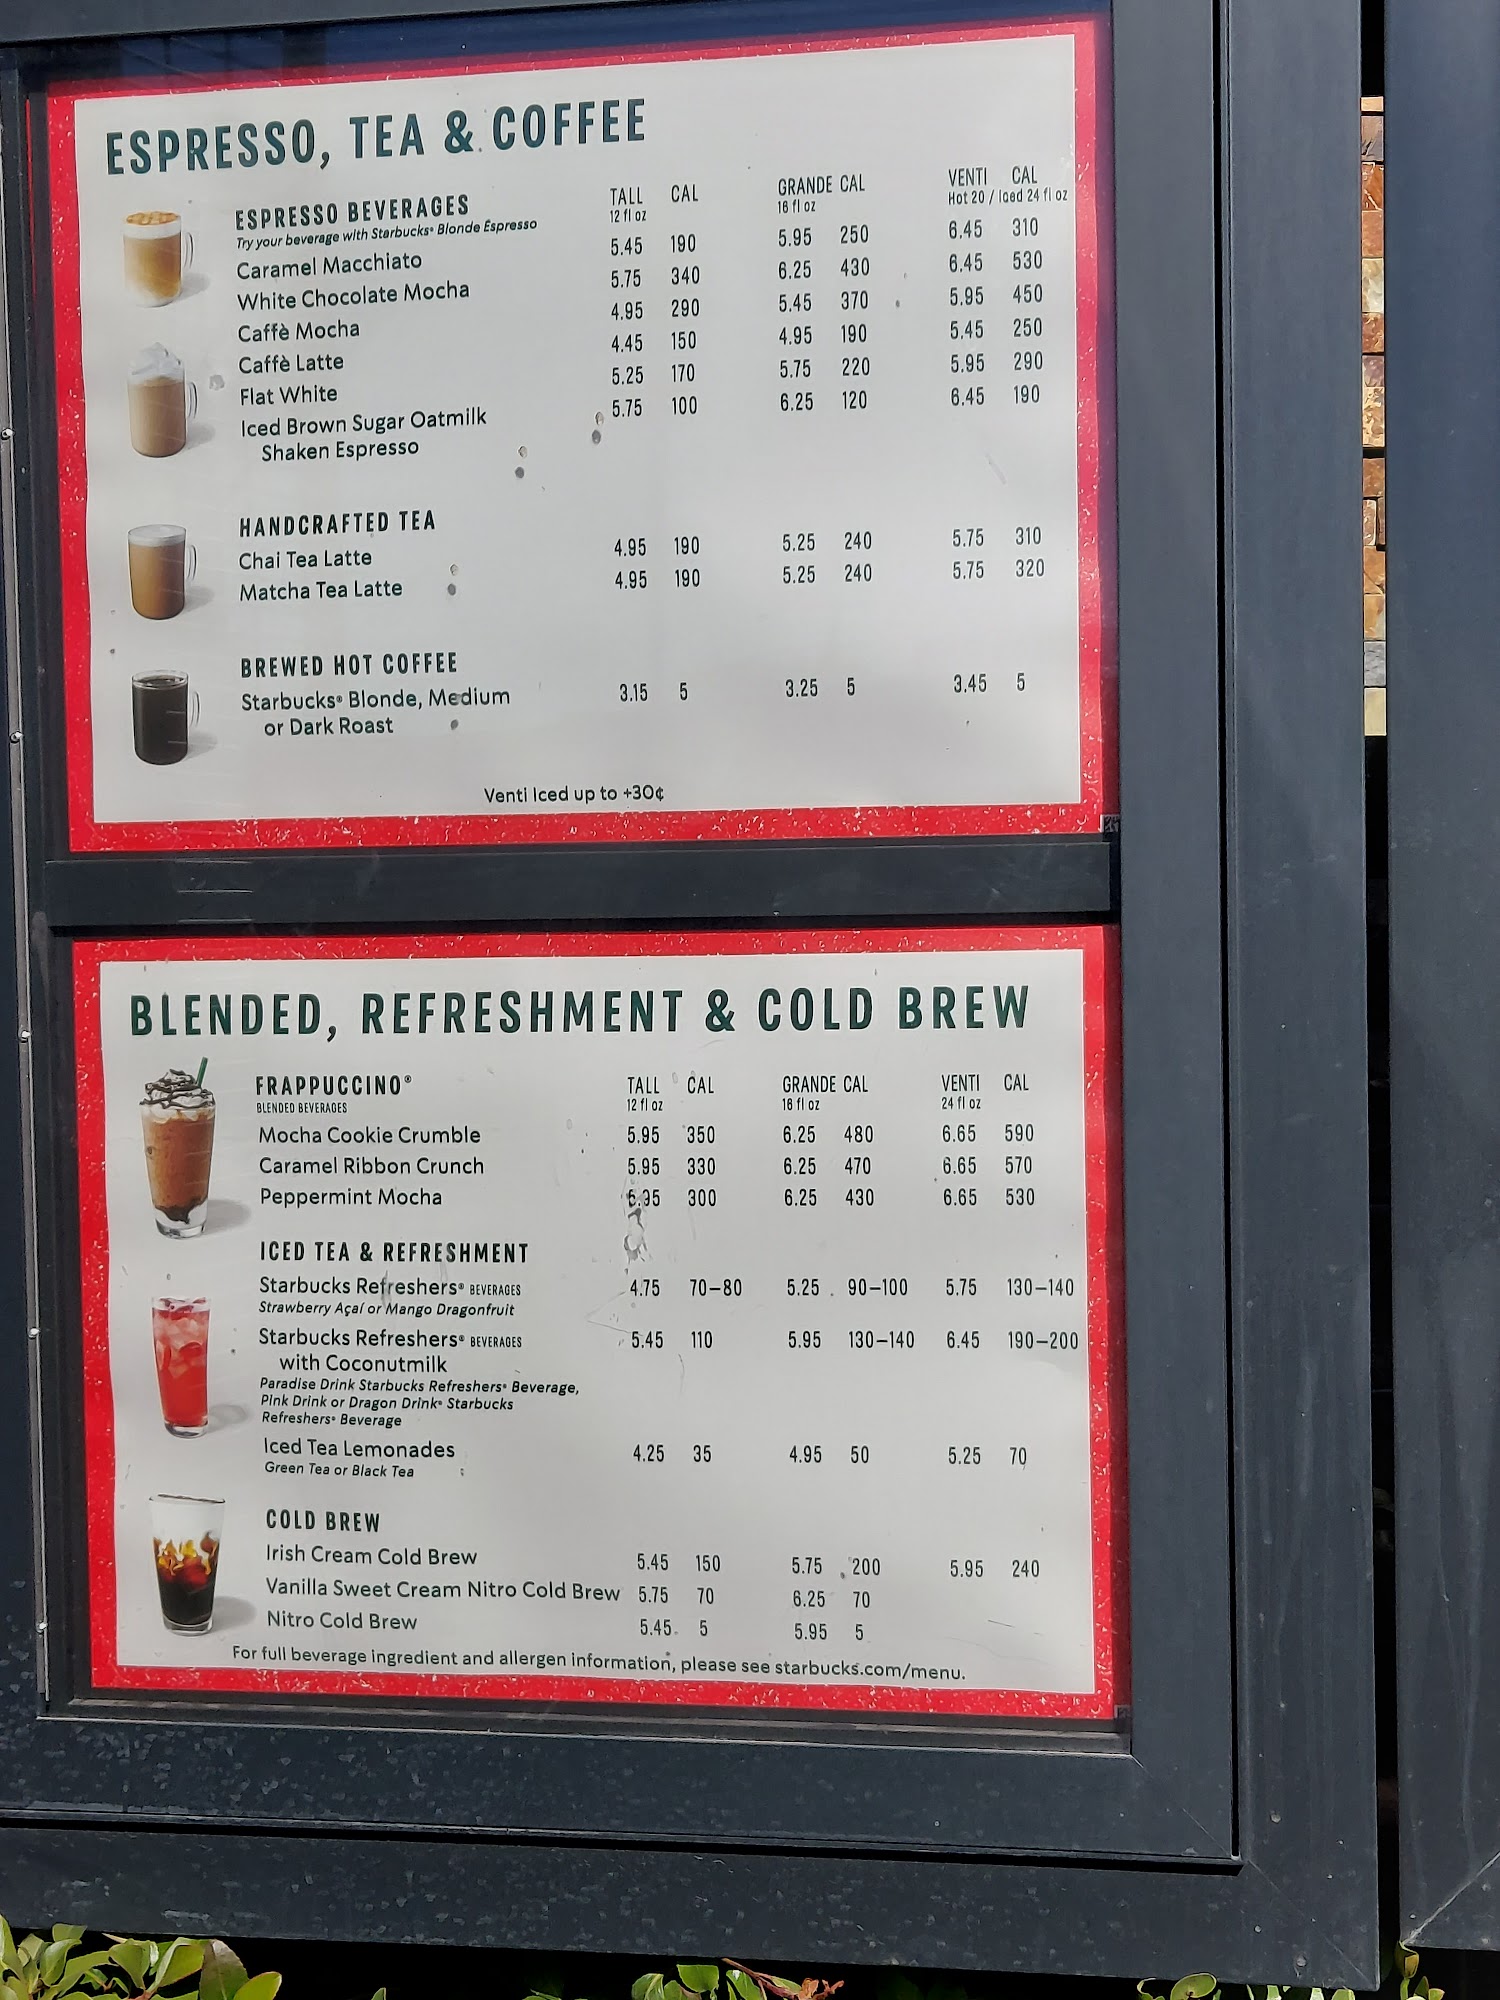 ESPRESSO, TEA & COFFEE
ESPRESSO BEVERAGES TALL CAL GRANDE CAL VENTI CAL
Try your beverage with Starbucks® Blonde Espresso 12 fl oz 16 fl oz Hot 20 / Iced 24 fl oz
Caramel Macchiato 5.45 190 5.95 250 6.45 310
White Chocolate Mocha 5.75 340 6.25 430 6.45 530
Caffè Mocha 4.95 290 5.45 370 5.95 450
Caffè Latte 4.45 150 4.95 190 5.45 250
Flat White 5.25 170 5.75 220 5.95 290
Iced Brown Sugar Oatmilk 5.75 100 6.25 120 6.45 190
Shaken Espresso
HANDCRAFTED TEA
Chai Tea Latte 4.95 190 5.25 240 5.75 310
Matcha Tea Latte 4.95 190 5.25 240 5.75 320
BREWED HOT COFFEE
Starbucks® Blonde, Medium 3.15 5 3.25 5 3.45 5
or Dark Roast
Venti Iced up to +30¢
BLENDED, REFRESHMENT & COLD BREW
FRAPPUCCINO® TALL CAL GRANDE CAL VENTI CAL
BLENDED BEVERAGES 12 fl oz 16 fl oz 24 fl oz
Mocha Cookie Crumble 5.95 350 6.25 480 6.65 590
Caramel Ribbon Crunch 5.95 330 6.25 470 6.65 570
Peppermint Mocha 5.95 300 6.25 430 6.65 530
ICED TEA & REFRESHMENT
Starbucks Refreshers® BEVERAGES 4.75 70–80 5.25 90–100 5.75 130–140
Strawberry Açaí or Mango Dragonfruit
Starbucks Refreshers® BEVERAGES 5.45 110 5.95 130–140 6.45 190–200
with Coconutmilk
Paradise Drink Starbucks Refreshers® Beverage,
Pink Drink or Dragon Drink® Starbucks
Refreshers® Beverage
Iced Tea Lemonades 4.25 35 4.95 50 5.25 70
Green Tea or Black Tea
COLD BREW
Irish Cream Cold Brew 5.45 150 5.75 200 5.95 240
Vanilla Sweet Cream Nitro Cold Brew 5.75 70 6.25 70
Nitro Cold Brew 5.45 5 5.95 5
For full beverage ingredient and allergen information, please see starbucks.com/menu.